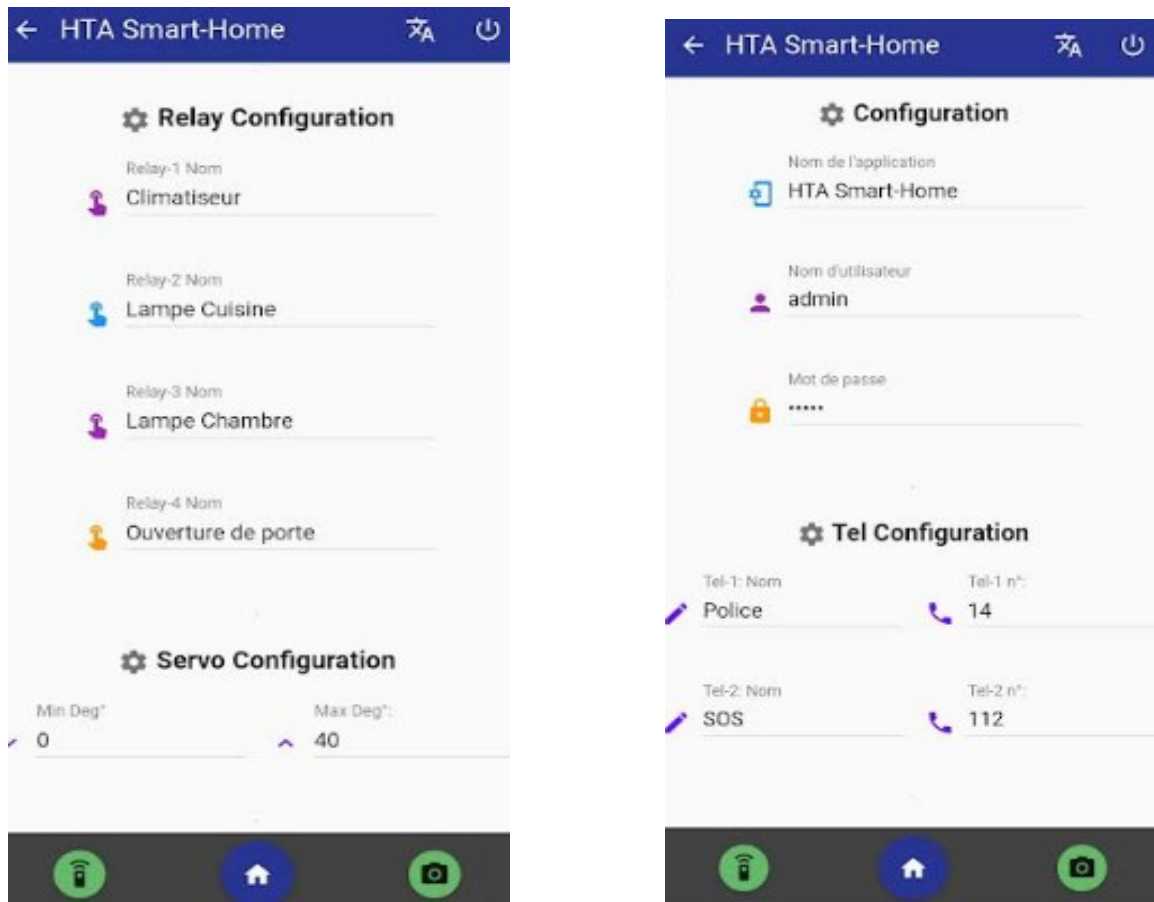 HTA Smart-Home
Relay Configuration
Relay-1 Nom
Climatiseur
Relay-2 Nom
Lampe Cuisine
Relay-3 Nom
Lampe Chambre
Relay-4 Nom
Ouverture de porte
Servo Configuration
Min Deg° Max Deg°:
0 40
HTA Smart-Home
Configuration
Nom de l'application
HTA Smart-Home
Nom d'utilisateur
admin
Mot de passe
•••••
Tel Configuration
Tel-1: Nom Tel-1 n°:
Police 14
Tel-2: Nom Tel-2 n°:
SOS 112